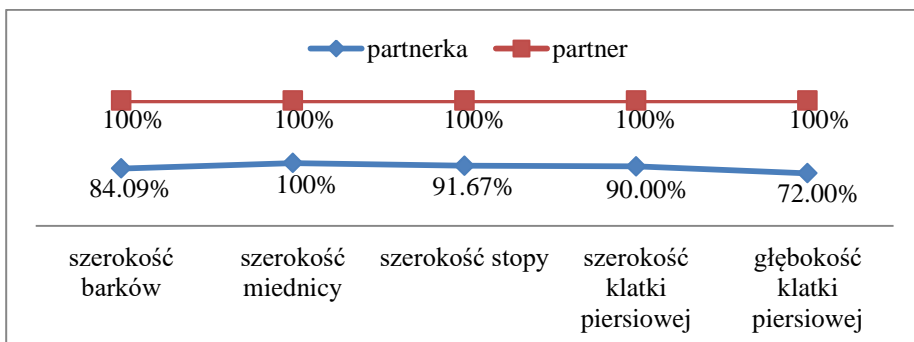 partnerka partner
100% 100% 100% 100% 100%
84.09% 100% 91.67% 90.00% 72.00%
szerokość barków
szerokość miednicy
szerokość stopy
szerokość klatki piersiowej
głębokość klatki piersiowej